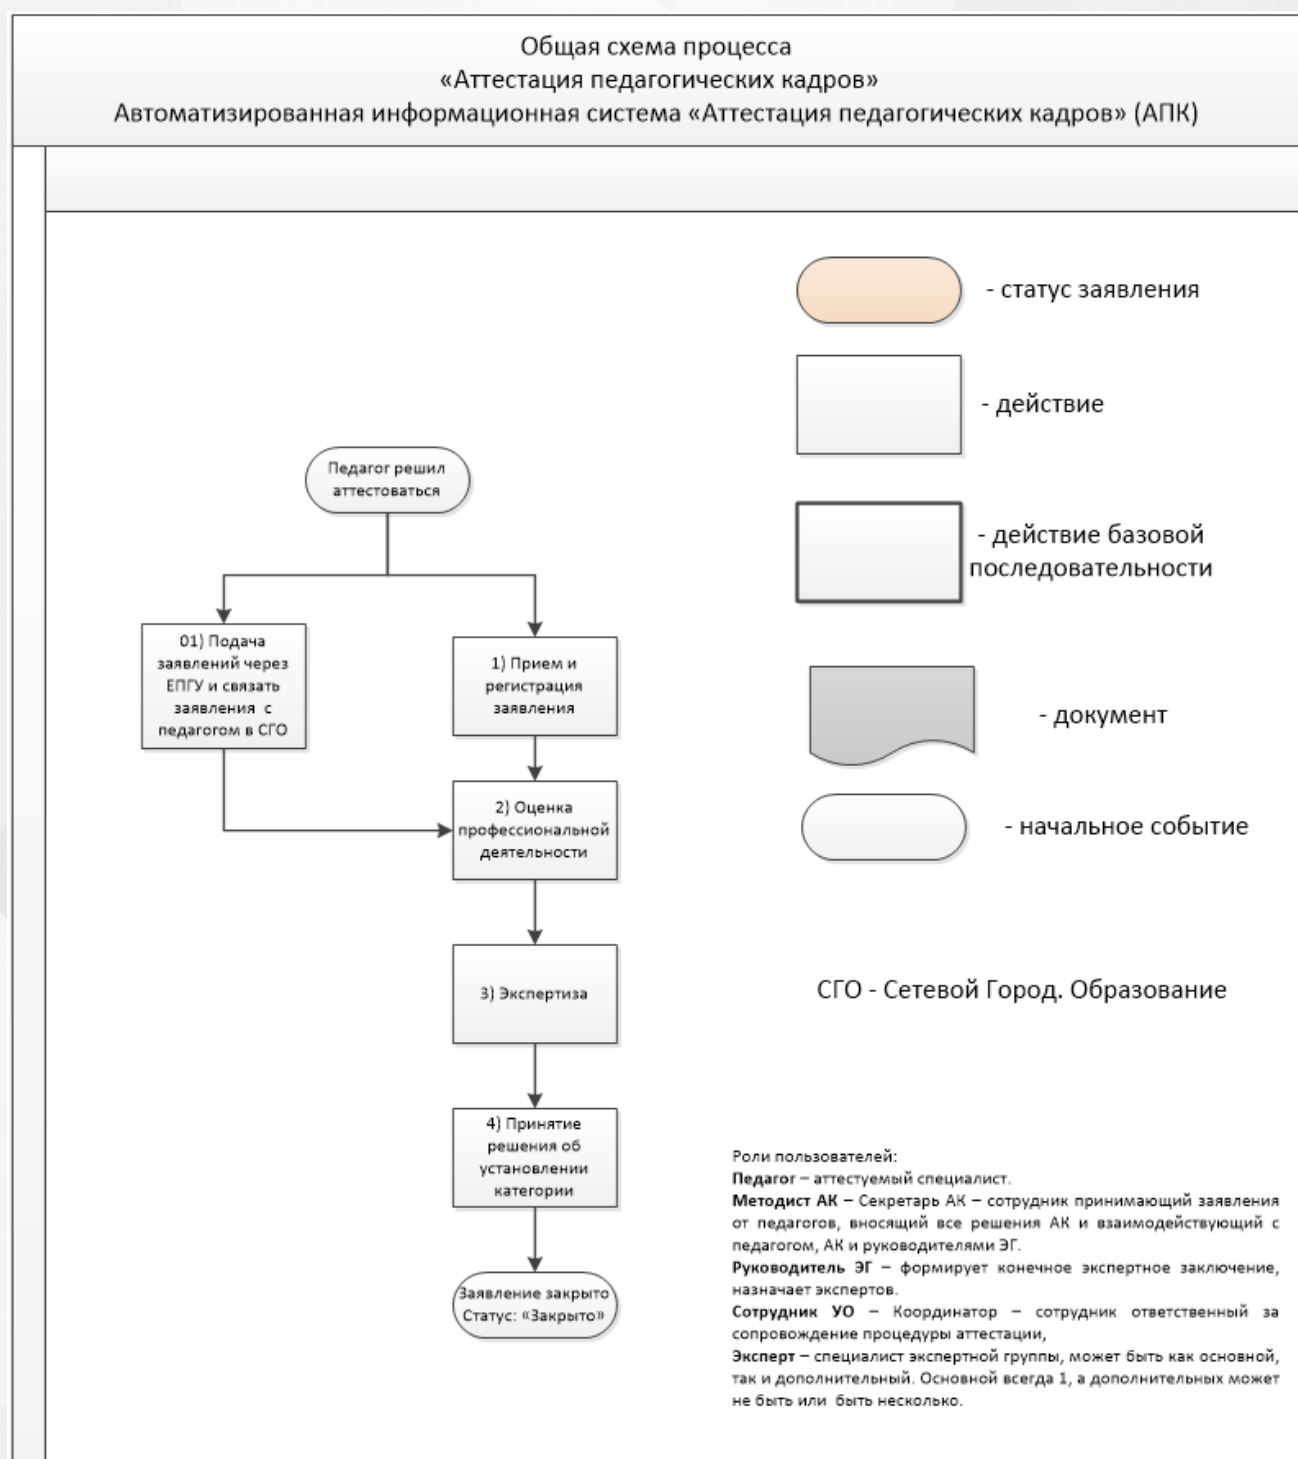 Общая схема процесса
«Аттестация педагогических кадров»
Автоматизированная информационная система «Аттестация педагогических кадров» (АПК)
- статус заявления
- действие
- действие базовой
последовательности
- документ
- начальное событие
СГО - Сетевой Город. Образование
Педагог решил
аттестоваться
01) Подача
заявлений через
ЕПГУ и связать
заявления с
педагогом в СГО
1) Прием и
регистрация
заявления
2) Оценка
профессиональной
деятельности
3) Экспертиза
4) Принятие
решения об
установлении
категории
Заявление закрыто
Статус: «Закрыто»
Роли пользователей:
Педагог – аттестуемый специалист.
Методист АК – Секретарь АК – сотрудник принимающий заявления
от педагогов, вносящий все решения АК и взаимодействующий с
педагогом, АК и руководителями ЭГ.
Руководитель ЭГ – формирует конечное экспертное заключение,
назначает экспертов.
Сотрудник УО – Координатор – сотрудник ответственный за
сопровождение процедуры аттестации,
Эксперт – специалист экспертной группы, может быть как основной,
так и дополнительный. Основной всегда 1, а дополнительных может
не быть или быть несколько.